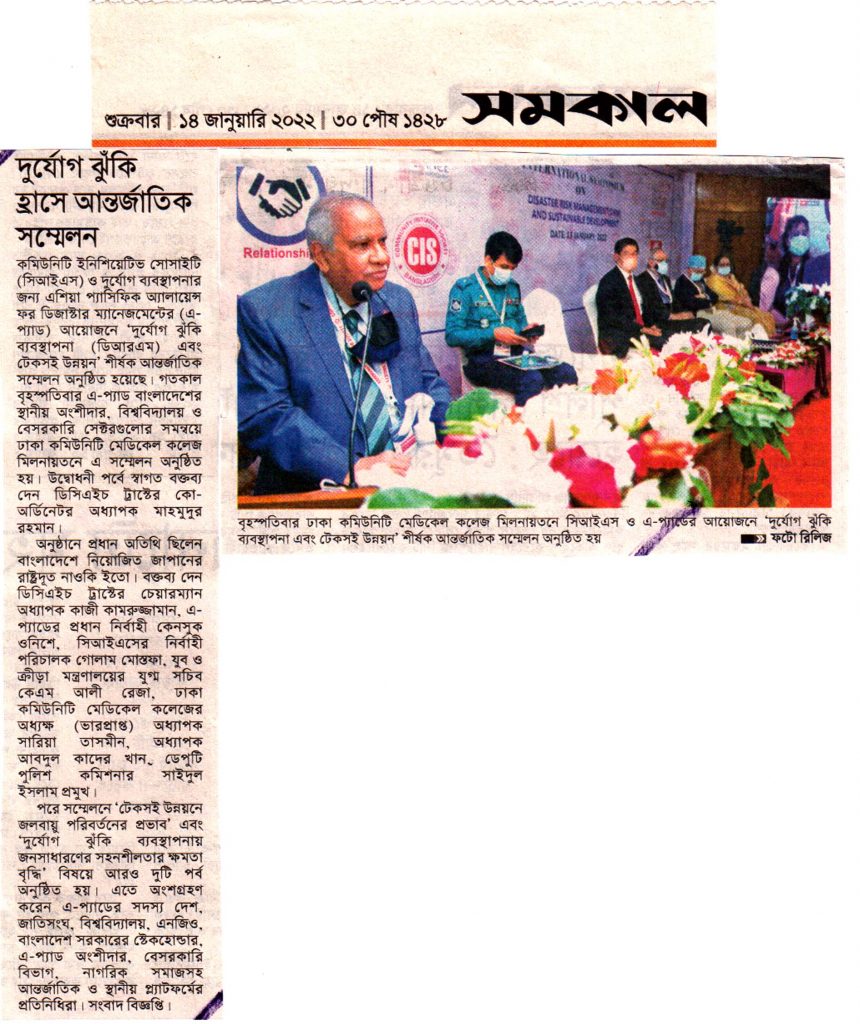 শুক্রবার | ১৪ জানুয়ারি ২০২২ | ৩০ পৌষ ১৪২৮ সমকাল
দুর্যোগ ঝুঁকি
হ্রাসে আন্তর্জাতিক
সম্মেলন
কমিউনিটি ইনিশিয়েটিভ সোসাইটি
(সিআইএস) ও দুর্যোগ ব্যবস্থাপনার
জন্য এশিয়া প্যাসিফিক অ্যালায়েন্স
ফর ডিজাস্টার ম্যানেজমেন্টের (এ-
প্যাড) আয়োজনে ‘দুর্যোগ ঝুঁকি
ব্যবস্থাপনা (ডিআরএম) এবং
টেকসই উন্নয়ন’ শীর্ষক আন্তর্জাতিক
সম্মেলন অনুষ্ঠিত হয়েছে। গতকাল
বৃহস্পতিবার এ-প্যাড বাংলাদেশের
স্থানীয় অংশীদার, বিশ্ববিদ্যালয় ও
বেসরকারি সেক্টরগুলোর সমন্বয়ে
ঢাকা কমিউনিটি মেডিকেল কলেজ
মিলনায়তনে এ সম্মেলন অনুষ্ঠিত
হয়। উদ্বোধনী পর্বে স্বাগত বক্তব্য
দেন ডিসিএইচ ট্রাস্টের কো-
অর্ডিনেটর অধ্যাপক মাহমুদুর
রহমান।
অনুষ্ঠানে প্রধান অতিথি ছিলেন
বাংলাদেশে নিয়োজিত জাপানের
রাষ্ট্রদূত নাওকি ইতো। বক্তব্য দেন
ডিসিএইচ ট্রাস্টের চেয়ারম্যান
অধ্যাপক কাজী কামরুজ্জামান, এ-
প্যাডের প্রধান নির্বাহী কেনসুক
ওনিশে, সিআইএসের নির্বাহী
পরিচালক গোলাম মোস্তফা, যুব ও
ক্রীড়া মন্ত্রণালয়ের যুগ্ম সচিব
কেএম আলী রেজা, ঢাকা
কমিউনিটি মেডিকেল কলেজের
অধ্যক্ষ (ভারপ্রাপ্ত) অধ্যাপক
সারিয়া তাসমীন, অধ্যাপক
আবদুল কাদের খান, ডেপুটি
পুলিশ কমিশনার সাইদুল
ইসলাম প্রমুখ।
পরে সম্মেলনে ‘টেকসই উন্নয়নে
জলবায়ু পরিবর্তনের প্রভাব’ এবং
‘দুর্যোগ ঝুঁকি ব্যবস্থাপনায়
জনসাধারণের সহনশীলতার ক্ষমতা
বৃদ্ধি’ বিষয়ে আরও দুটি পর্ব
অনুষ্ঠিত হয়। এতে অংশগ্রহণ
করেন এ-প্যাডের সদস্য দেশ,
জাতিসংঘ, বিশ্ববিদ্যালয়, এনজিও,
বাংলাদেশ সরকারের স্টেকহোল্ডার,
এ-প্যাড অংশীদার, বেসরকারি
বিভাগ, নাগরিক সমাজসহ
আন্তর্জাতিক ও স্থানীয় প্ল্যাটফর্মের
প্রতিনিধিরা। সংবাদ বিজ্ঞপ্তি।
Relationship
COMMUNITY INITIATIVE SOCIETY
CIS
BANGLADESH
INTERNATIONAL SYMPOSIUM
ON
DISASTER RISK MANAGEMENT
AND SUSTAINABLE DEVELOPMENT
DATE: 13 JANUARY, 2022
বৃহস্পতিবার ঢাকা কমিউনিটি মেডিকেল কলেজ মিলনায়তনে সিআইএস ও এ-প্যাডের আয়োজনে ‘দুর্যোগ ঝুঁকি
ব্যবস্থাপনা এবং টেকসই উন্নয়ন’ শীর্ষক আন্তর্জাতিক সম্মেলন অনুষ্ঠিত হয় ফটো রিলিজ